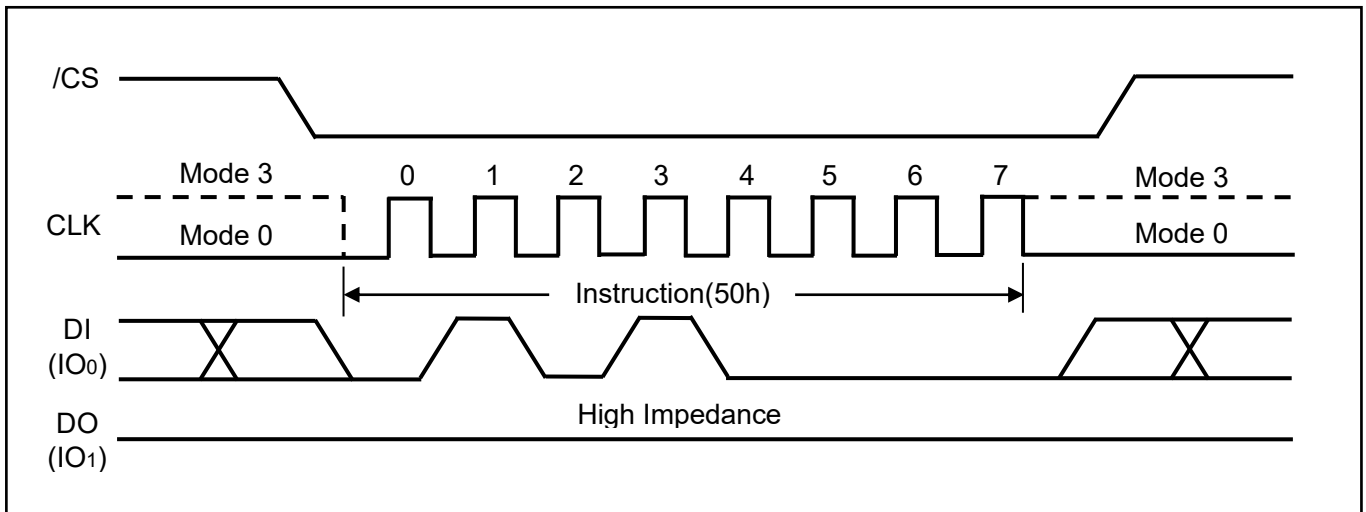 /CS
Mode 3 0 1 2 3 4 5 6 7 Mode 3
CLK
Mode 0 Mode 0
Instruction(50h)
DI
(IO0)
High Impedance
DO
(IO1)